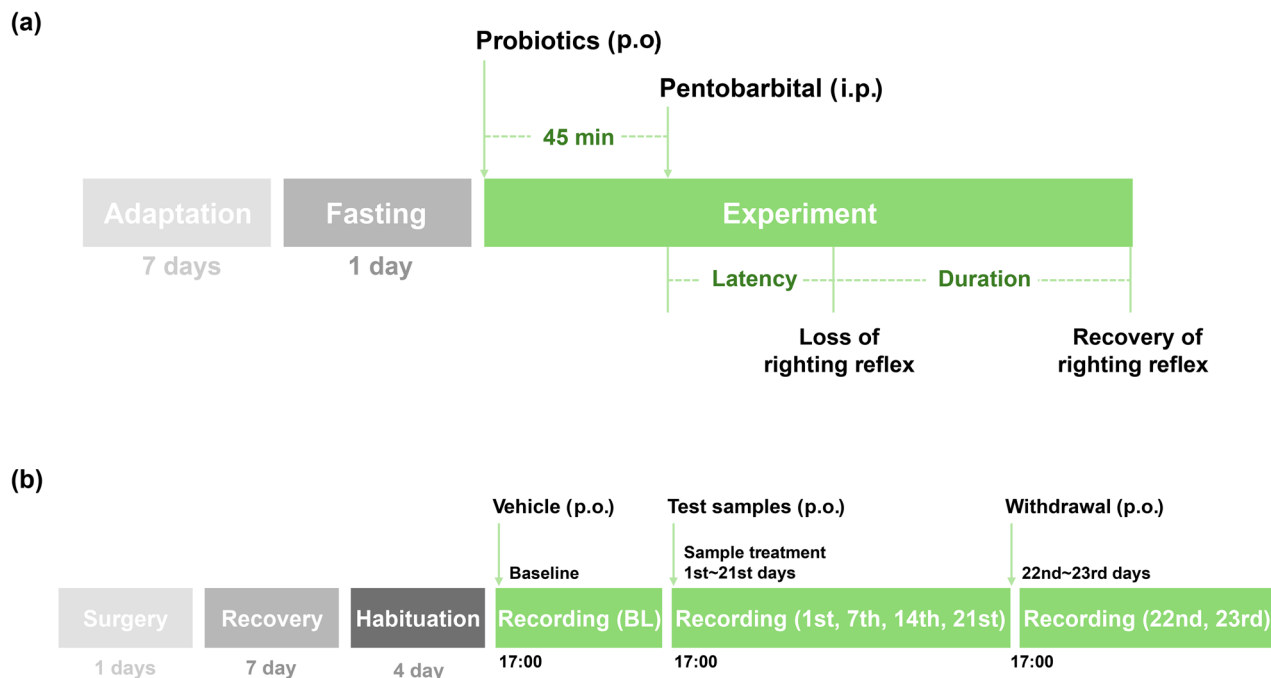 (a)
Probiotics (p.o)
Pentobarbital (i.p.)
45 min
Adaptation
Fasting
Experiment
7 days
1 day
Latency
Duration
Loss of
righting reflex
Recovery of
righting reflex
(b)
Vehicle (p.o.)
Test samples (p.o.)
Withdrawal (p.o.)
Baseline
Sample treatment
1st~21st days
22nd~23rd days
Surgery
Recovery
Habituation
Recording (BL)
Recording (1st, 7th, 14th, 21st)
Recording (22nd, 23rd)
1 days
7 day
4 day
17:00
17:00
17:00